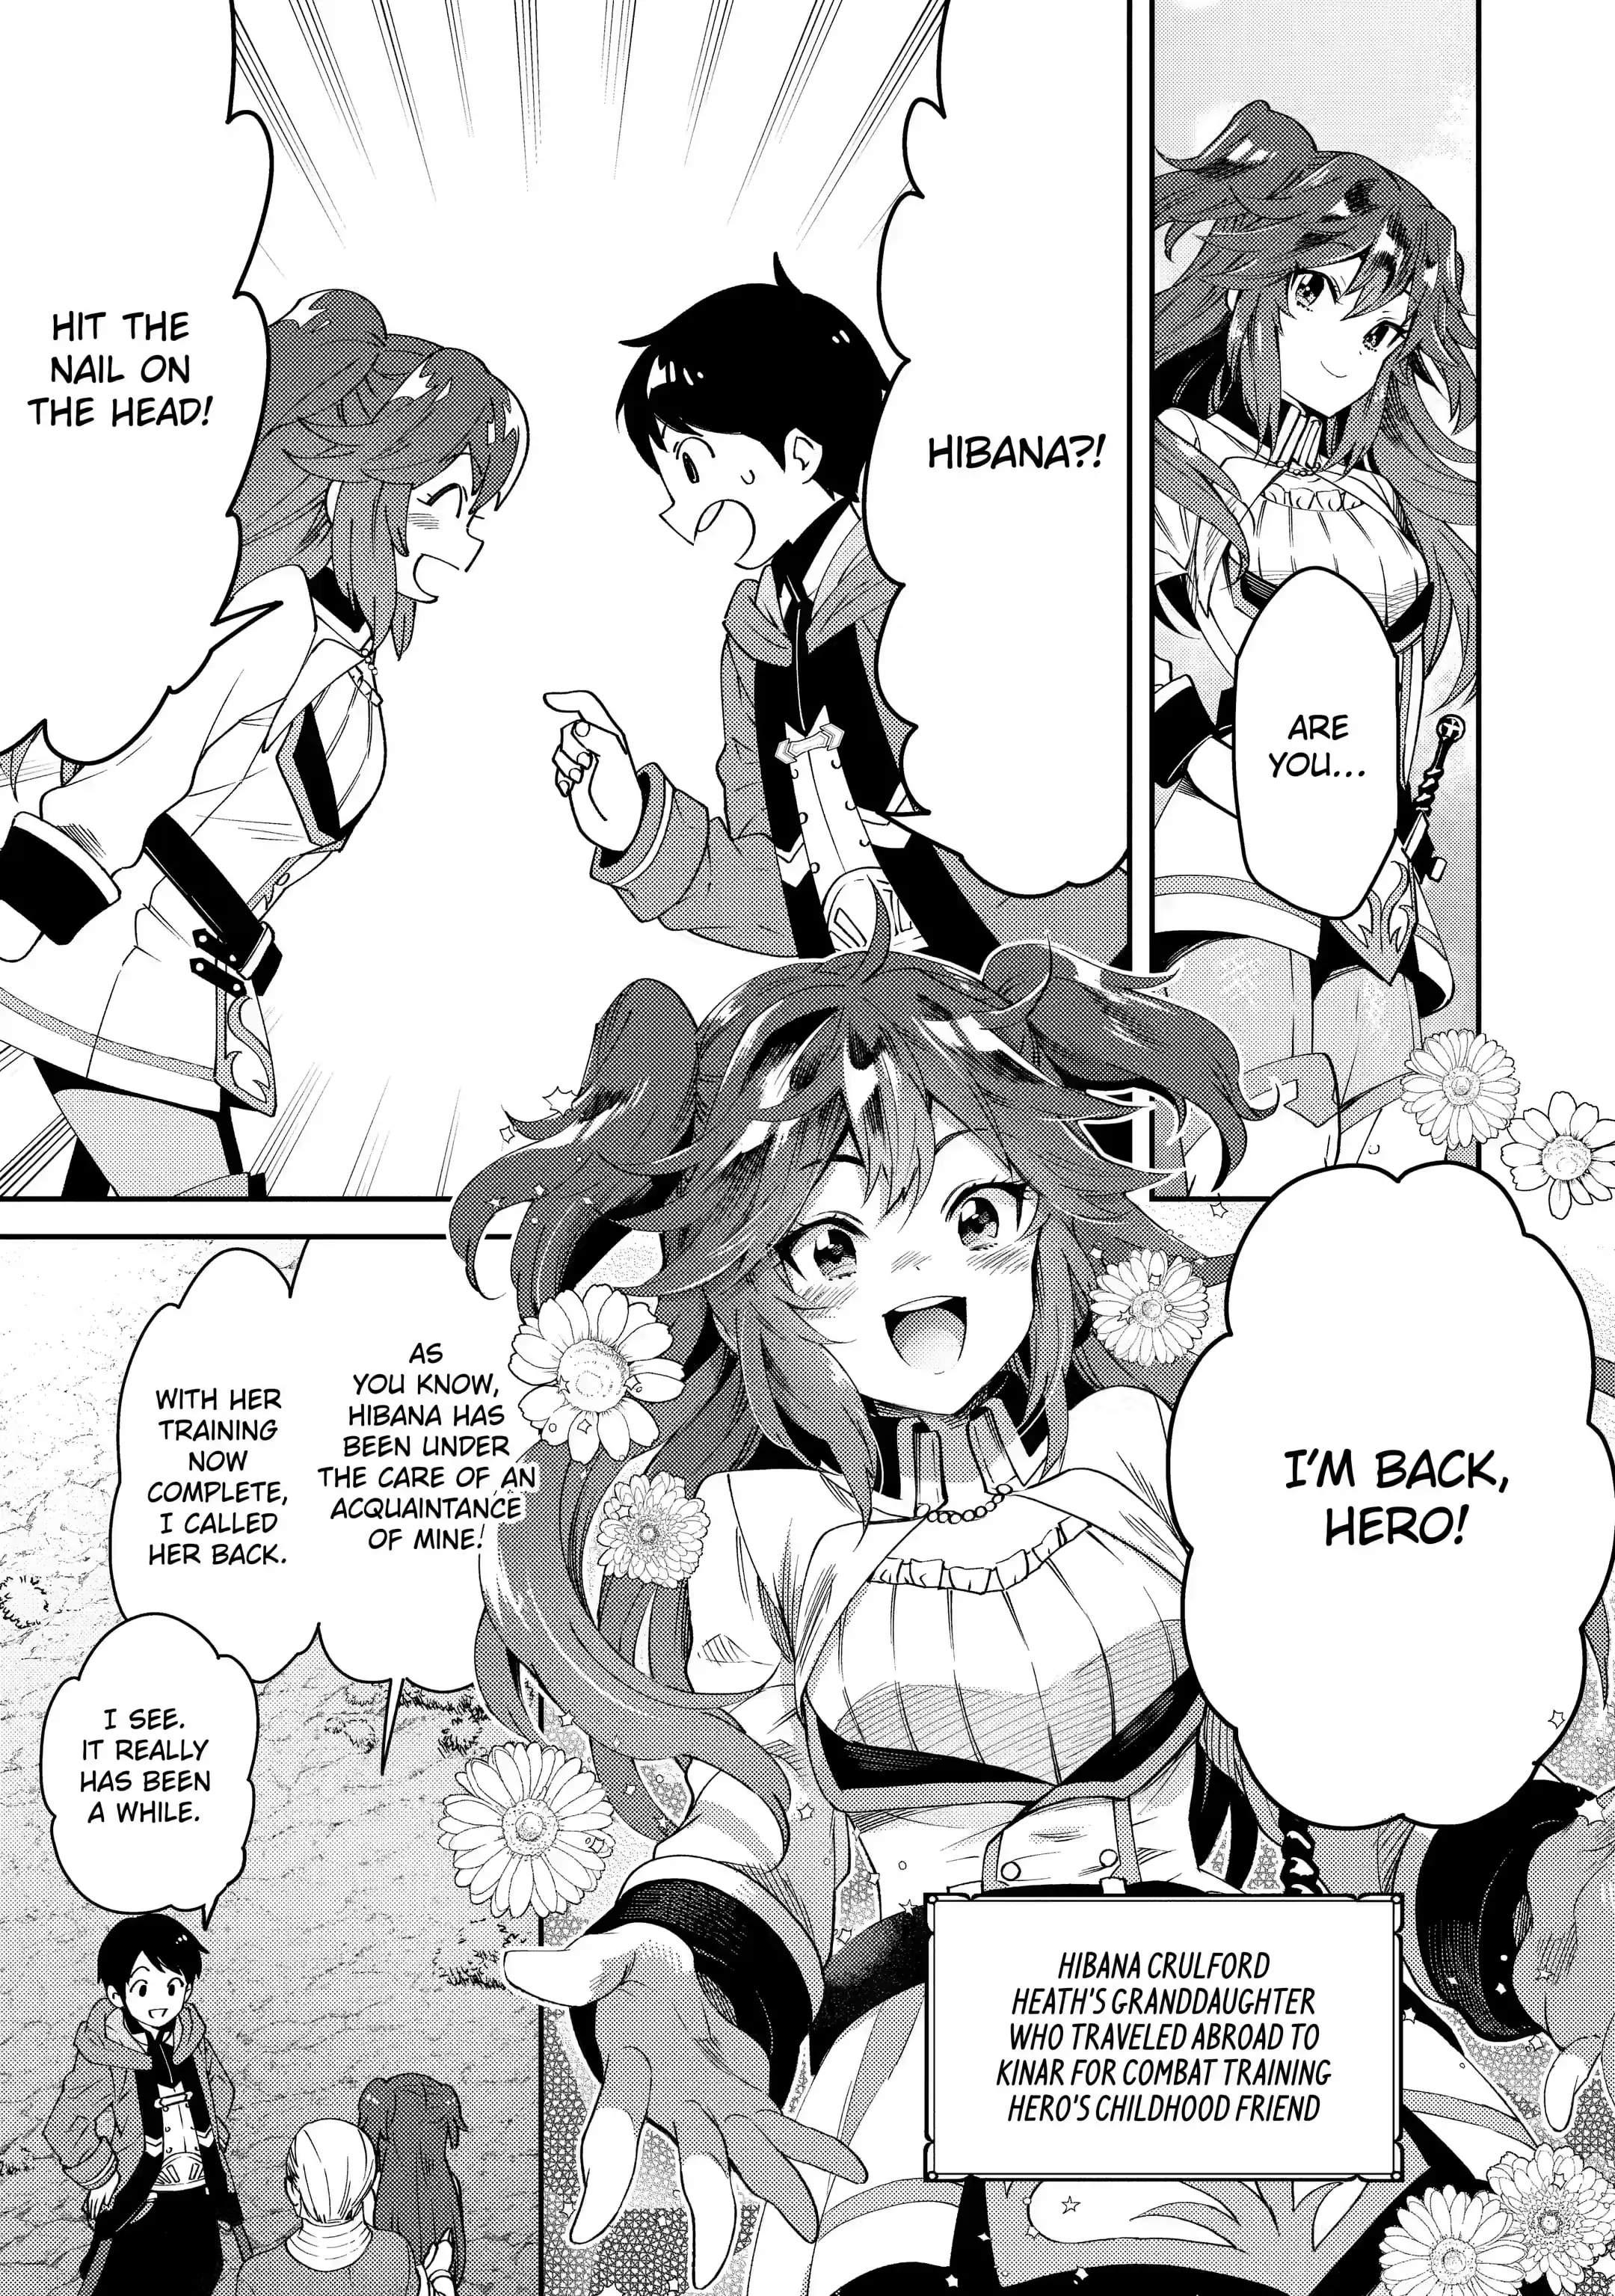 ARE
YOU...
HIBANA?!
HIT THE
NAIL ON
THE HEAD!
I'M BACK,
HERO!
HIBANA CRULFORD
HEATH'S GRANDDAUGHTER
WHO TRAVELED ABROAD TO
KINAR FOR COMBAT TRAINING
HERO'S CHILDHOOD FRIEND
AS
YOU KNOW,
HIBANA HAS
BEEN UNDER
THE CARE OF AN
ACQUAINTANCE
OF MINE!
WITH HER
TRAINING
NOW
COMPLETE,
I CALLED
HER BACK.
I SEE.
IT REALLY
HAS BEEN
A WHILE.